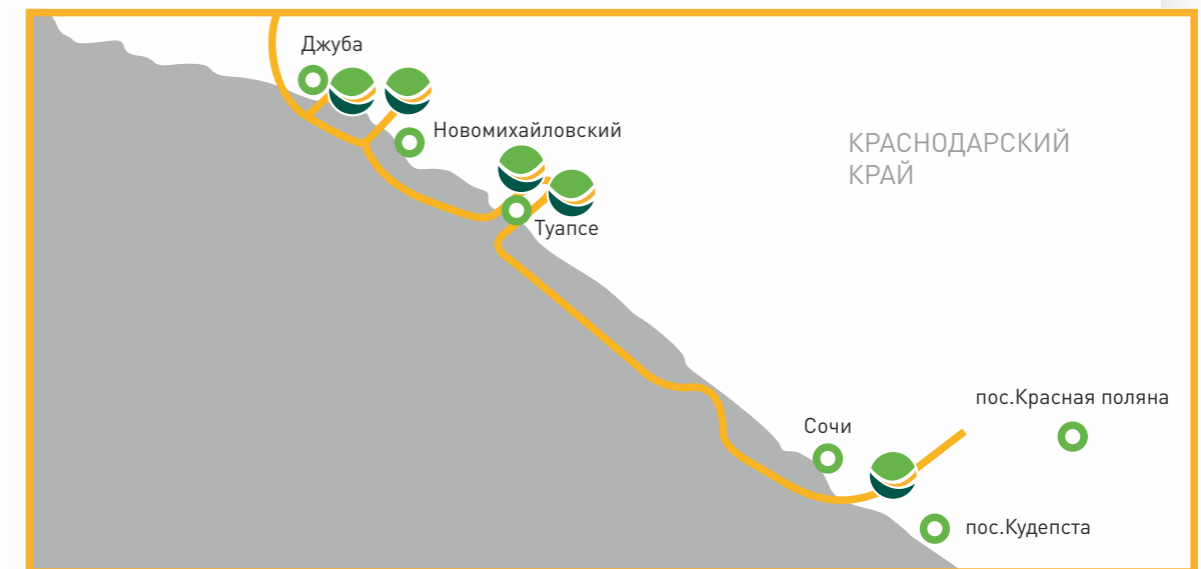 Джуба
Новомихайловский
КРАСНОДАРСКИЙ
КРАЙ
Туапсе
пос.Красная поляна
Сочи
пос.Кудепста